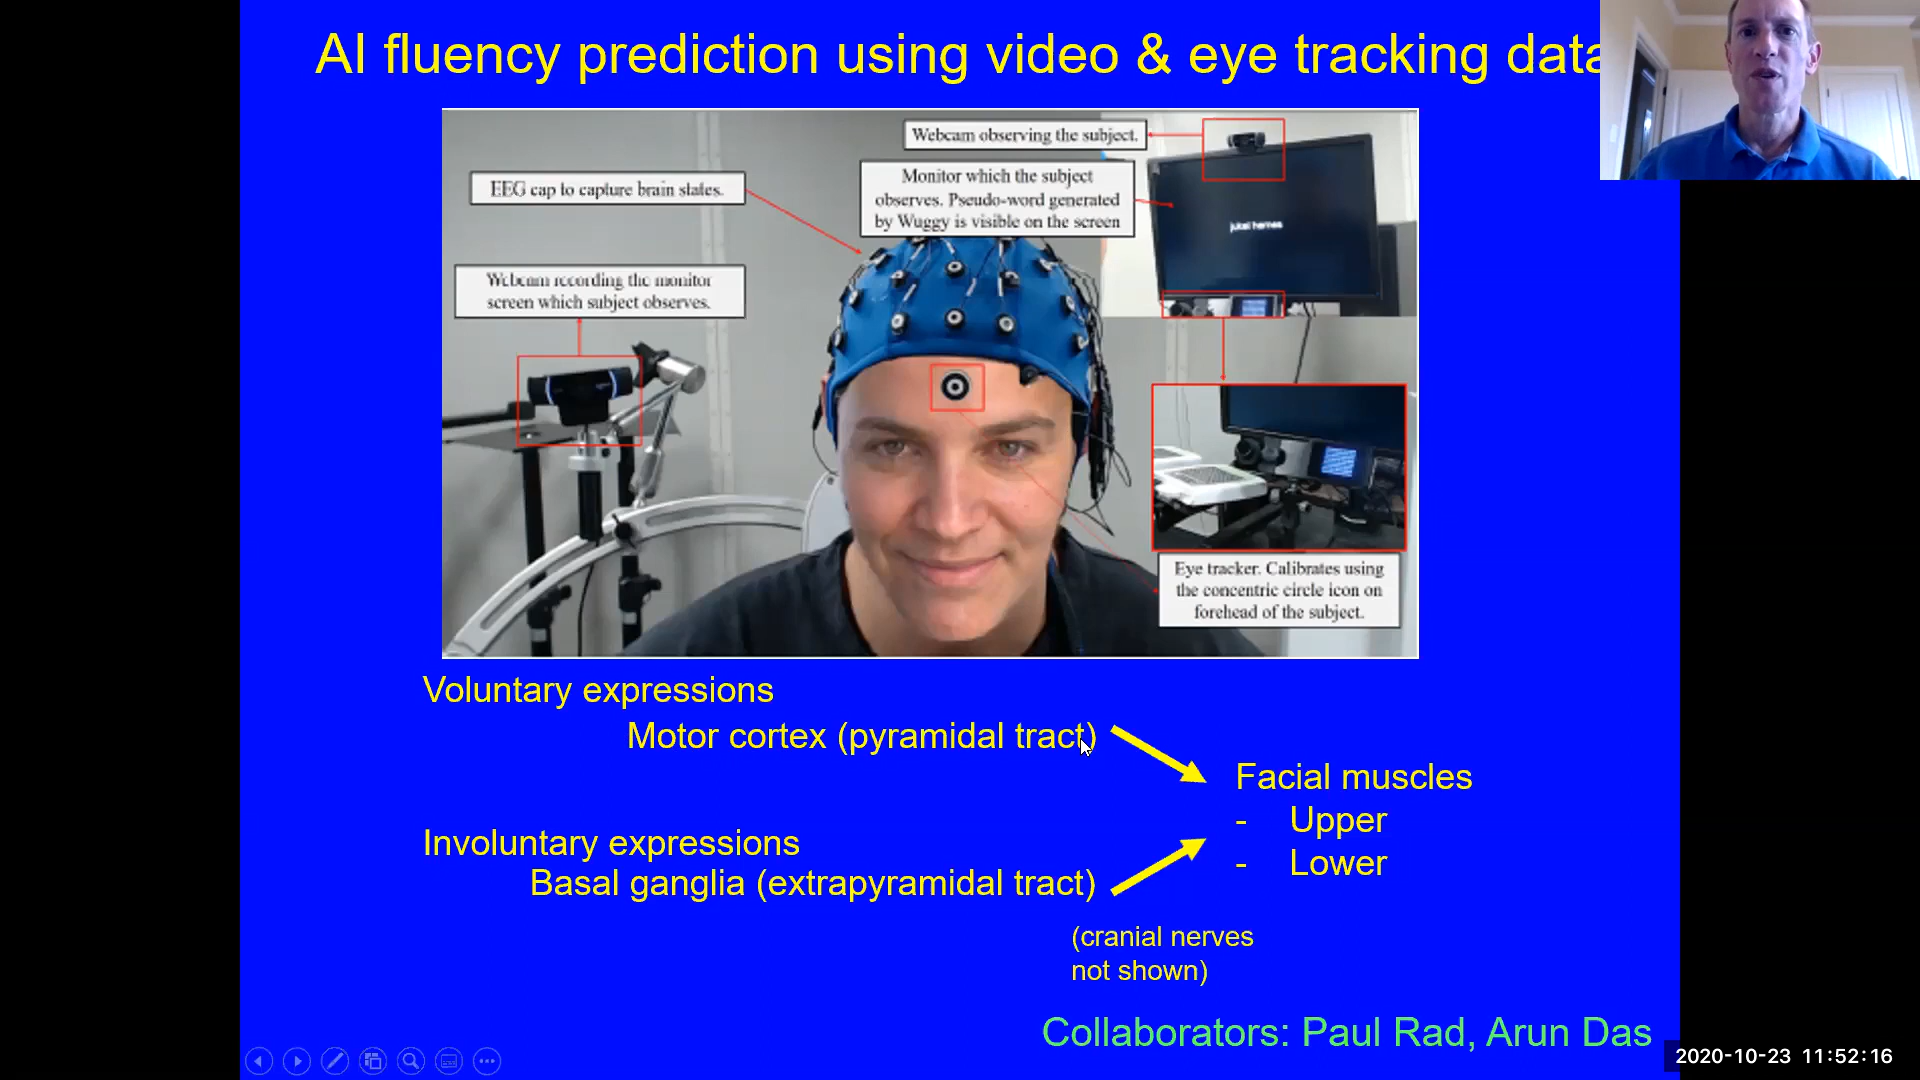 AI fluency prediction using video & eye tracking data
Webcam observing the subject.
EEG cap to capture brain states.
Monitor which the subject
observes. Pseudo-word generated
by Wuggy is visible on the screen
Webcam recording the monitor
screen which subject observes.
Eye tracker. Calibrates using
the concentric circle icon on
forehead of the subject.
Voluntary expressions
Motor cortex (pyramidal tract)
Facial muscles
- Upper
- Lower
Involuntary expressions
Basal ganglia (extrapyramidal tract)
(cranial nerves
not shown)
Collaborators: Paul Rad, Arun Das
2020-10-23 11:52:16